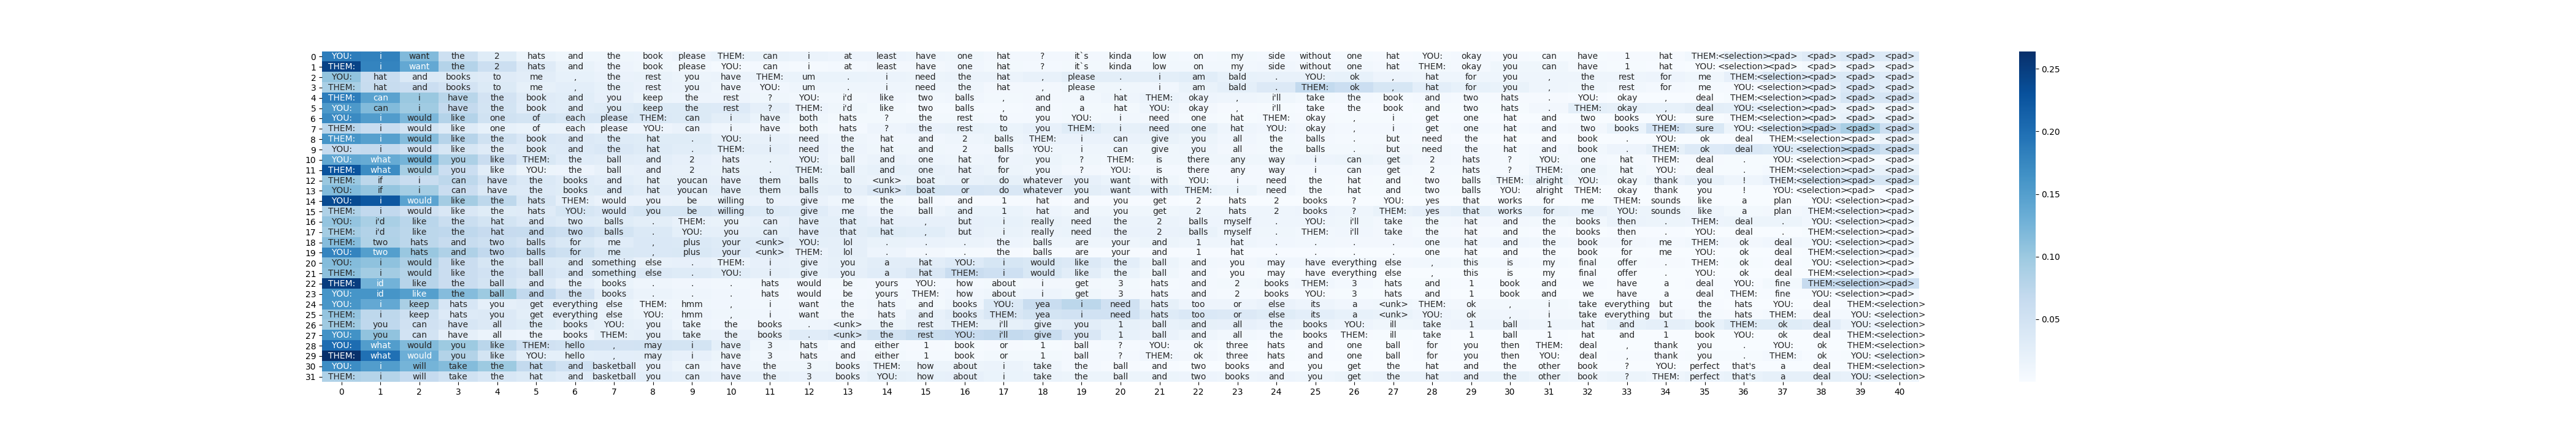 0 YOU: i want the 2 hats and the book please THEM: can i at least have one hat ? it`s kinda low on my side without one hat YOU: okay you can have 1 hat THEM: <selection> <pad> <pad> <pad> 0.25
1 THEM: i want the 2 hats and the book please YOU: can i at least have one hat ? it`s kinda low on my side without one hat THEM: okay you can have 1 hat YOU: <selection> <pad> <pad> <pad>
2 YOU: hat and books to me , the rest you have THEM: um . i need the hat , please . i am bald . YOU: ok , hat for you , the rest for me THEM: <selection> <pad> <pad> <pad>
3 THEM: hat and books to me , the rest you have YOU: um . i need the hat , please . i am bald . THEM: ok , hat for you , the rest for me YOU: <selection> <pad> <pad> <pad>
4 THEM: can i have the book and you keep the rest ? YOU: i'd like two balls , and a hat THEM: okay , i'll take the book and two hats . YOU: okay , deal THEM: <selection> <pad> <pad> <pad>
5 YOU: can i have the book and you keep the rest ? THEM: i'd like two balls , and a hat YOU: okay , i'll take the book and two hats . THEM: okay , deal YOU: <selection> <pad> <pad> <pad>
6 YOU: i would like one of each please THEM: can i have both hats ? the rest to you YOU: i need one hat THEM: okay , i get one hat and two books YOU: sure THEM: <selection> <pad> <pad> <pad>
7 THEM: i would like one of each please YOU: can i have both hats ? the rest to you THEM: i need one hat YOU: okay , i get one hat and two books THEM: sure YOU: <selection> <pad> <pad> <pad> 0.20
8 THEM: i would like the book and the hat . YOU: i need the hat and 2 balls THEM: i can give you all the balls . but need the hat and book . YOU: ok deal THEM: <selection> <pad> <pad>
9 YOU: i would like the book and the hat . THEM: i need the hat and 2 balls YOU: i can give you all the balls . but need the hat and book . THEM: ok deal YOU: <selection> <pad> <pad>
10 YOU: what would you like THEM: the ball and 2 hats . YOU: ball and one hat for you ? THEM: is there any way i can get 2 hats ? YOU: one hat THEM: deal . YOU: <selection> <pad> <pad>
11 THEM: what would you like YOU: the ball and 2 hats . THEM: ball and one hat for you ? YOU: is there any way i can get 2 hats ? THEM: one hat YOU: deal . THEM: <selection> <pad> <pad>
12 THEM: if i can have the books and hat youcan have them balls to <unk> boat or do whatever you want with YOU: i need the hat and two balls THEM: alright YOU: okay thank you ! THEM: <selection> <pad> <pad>
13 YOU: if i can have the books and hat youcan have them balls to <unk> boat or do whatever you want with THEM: i need the hat and two balls YOU: alright THEM: okay thank you ! YOU: <selection> <pad> <pad> 0.15
14 YOU: i would like the hats THEM: would you be willing to give me the ball and 1 hat and you get 2 hats 2 books ? YOU: yes that works for me THEM: sounds like a plan YOU: <selection> <pad>
15 THEM: i would like the hats YOU: would you be willing to give me the ball and 1 hat and you get 2 hats 2 books ? THEM: yes that works for me YOU: sounds like a plan THEM: <selection> <pad>
16 YOU: i'd like the hat and two balls . THEM: you can have that hat , but i really need the 2 balls myself . YOU: i'll take the hat and the books then . THEM: deal . YOU: <selection> <pad>
17 THEM: i'd like the hat and two balls . YOU: you can have that hat , but i really need the 2 balls myself . THEM: i'll take the hat and the books then . YOU: deal . THEM: <selection> <pad>
18 THEM: two hats and two balls for me , plus your <unk> YOU: lol . . . the balls are your and 1 hat . . . . one hat and the book for me THEM: ok deal YOU: <selection> <pad>
19 YOU: two hats and two balls for me , plus your <unk> THEM: lol . . . the balls are your and 1 hat . . . . one hat and the book for me YOU: ok deal THEM: <selection> <pad> 0.10
20 YOU: i would like the ball and something else . THEM: i give you a hat YOU: i would like the ball and you may have everything else , this is my final offer . THEM: ok deal YOU: <selection> <pad>
21 THEM: i would like the ball and something else . YOU: i give you a hat THEM: i would like the ball and you may have everything else , this is my final offer . YOU: ok deal THEM: <selection> <pad>
22 THEM: id like the ball and the books . . . hats would be yours YOU: how about i get 3 hats and 2 books THEM: 3 hats and 1 book and we have a deal YOU: fine THEM: <selection> <pad>
23 YOU: id like the ball and the books . . . hats would be yours THEM: how about i get 3 hats and 2 books YOU: 3 hats and 1 book and we have a deal THEM: fine YOU: <selection> <pad>
24 YOU: i keep hats you get everything else THEM: hmm , i want the hats and books YOU: yea i need hats too or else its a <unk> THEM: ok , i take everything but the hats YOU: deal THEM: <selection>
25 THEM: i keep hats you get everything else YOU: hmm , i want the hats and books THEM: yea i need hats too or else its a <unk> YOU: ok , i take everything but the hats THEM: deal YOU: <selection>
26 THEM: you can have all the books YOU: you take the books . <unk> the rest THEM: i'll give you 1 ball and all the books YOU: ill take 1 ball 1 hat and 1 book THEM: ok deal YOU: <selection> 0.05
27 YOU: you can have all the books THEM: you take the books . <unk> the rest YOU: i'll give you 1 ball and all the books THEM: ill take 1 ball 1 hat and 1 book YOU: ok deal THEM: <selection>
28 YOU: what would you like THEM: hello , may i have 3 hats and either 1 book or 1 ball ? YOU: ok three hats and one ball for you then THEM: deal , thank you . YOU: ok THEM: <selection>
29 THEM: what would you like YOU: hello , may i have 3 hats and either 1 book or 1 ball ? THEM: ok three hats and one ball for you then YOU: deal , thank you . THEM: ok YOU: <selection>
30 YOU: i will take the hat and basketball you can have the 3 books THEM: how about i take the ball and two books and you get the hat and the other book ? YOU: perfect that's a deal THEM: <selection>
31 THEM: i will take the hat and basketball you can have the 3 books YOU: how about i take the ball and two books and you get the hat and the other book ? THEM: perfect that's a deal YOU: <selection>
0 1 2 3 4 5 6 7 8 9 10 11 12 13 14 15 16 17 18 19 20 21 22 23 24 25 26 27 28 29 30 31 32 33 34 35 36 37 38 39 40